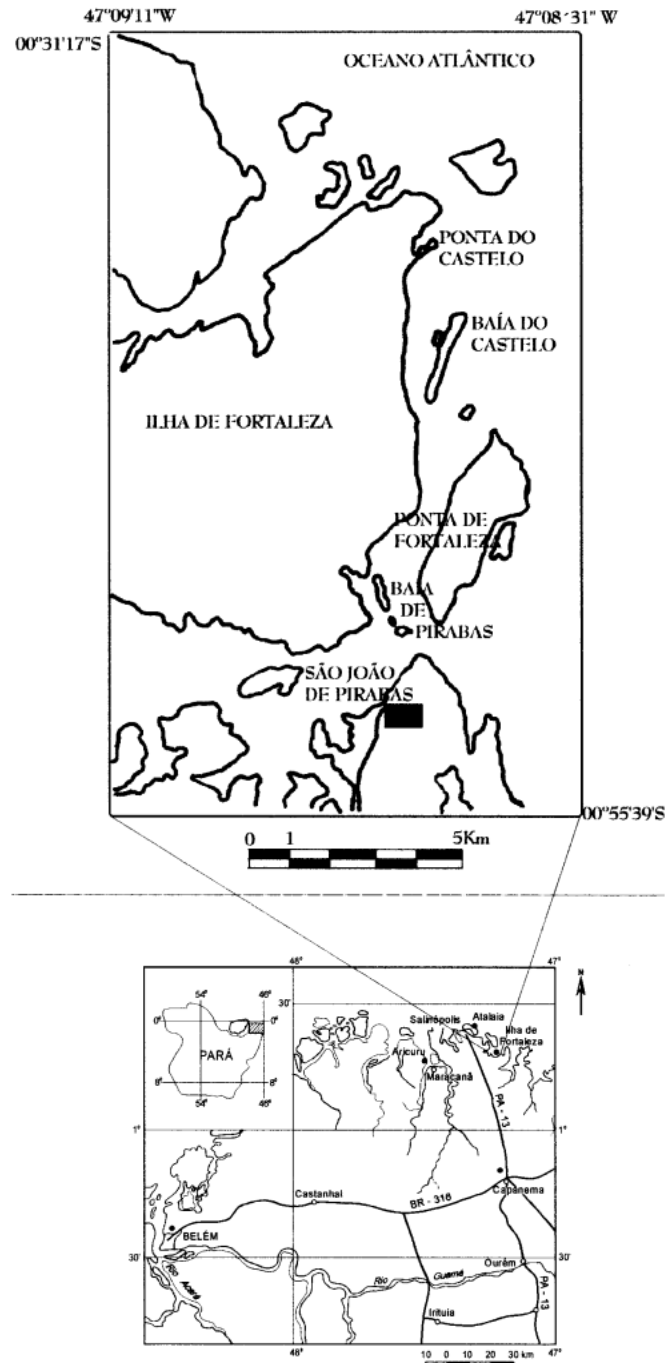 47°09'11"W
47°08´31" W
00°31'17"S
OCEANO ATLÂNTICO
PONTA DO
CASTELO
BAÍA DO
CASTELO
ILHA DE FORTALEZA
PONTA DE
FORTALEZA
BAÍA
DE
PIRABAS
SÃO JOÃO
DE PIRABAS
00°55'39'S
0 1 5Km
48° 47°
N
54° 46°
30'
0° 0°
Salinópolis
Atalaia
Ilha de
Fortaleza
PARÁ
Aricuru
Maracanã
8° 8°
54° 46°
PA - 13
1° 1°
Capanema
Castanhal
BR - 316
BELÉM
30' 30'
Ourém
Rio Guamá
Rio Acará
PA - 13
Irituia
48° 47°
10 0 10 20 30 km